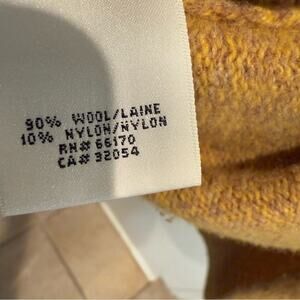 90% WOOL/LAINE
10% NYLON/NYLON
RN# 66170
CA# 32054